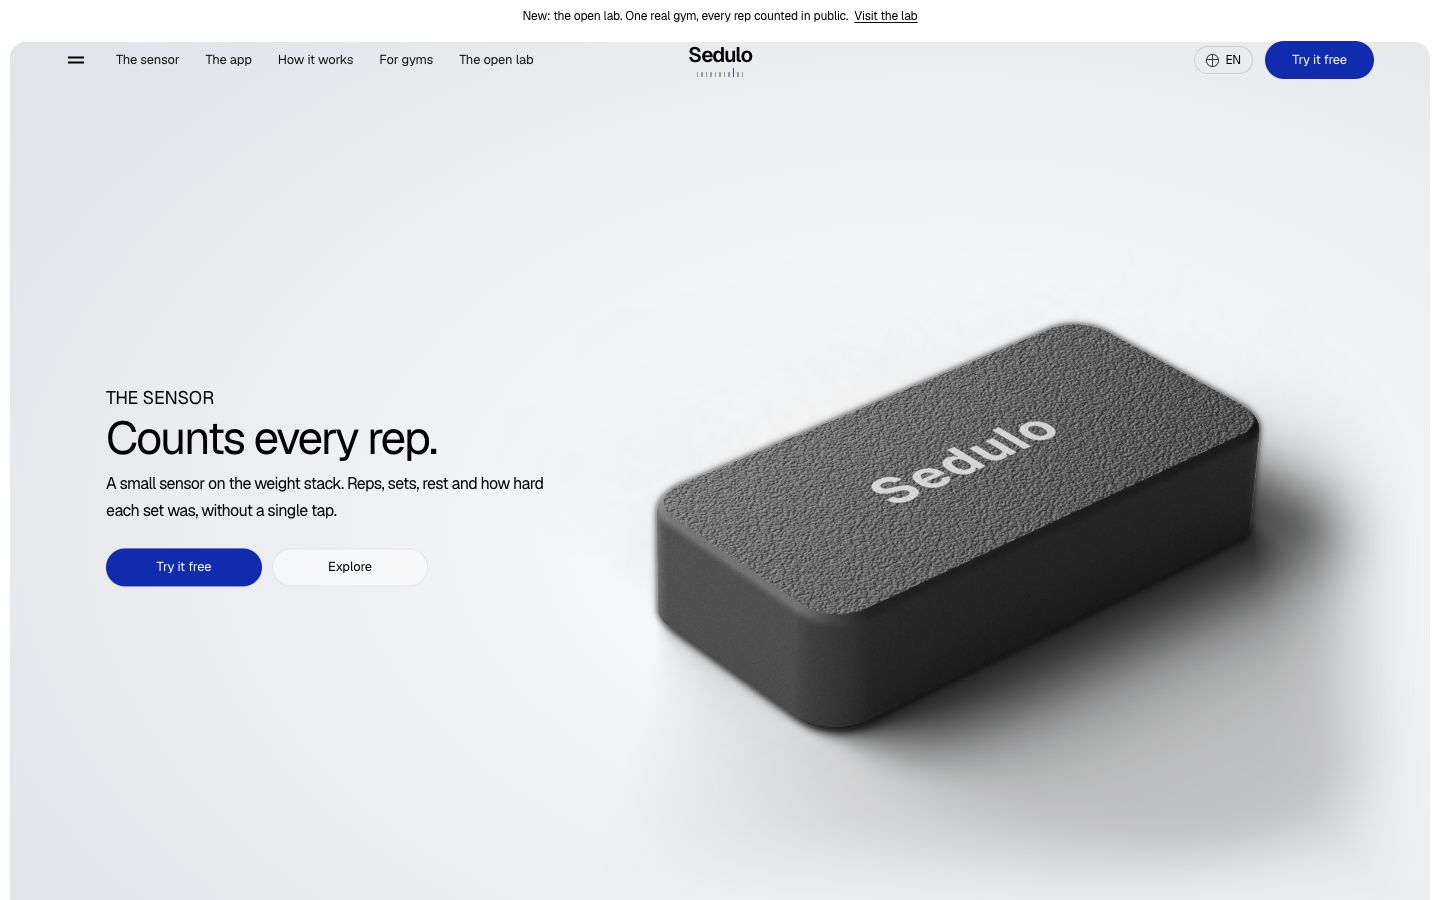 New: the open lab. One real gym, every rep counted in public. Visit the lab
The sensor The app How it works For gyms The open lab
Sedulo
EN
Try it free
THE SENSOR
Counts every rep.
A small sensor on the weight stack. Reps, sets, rest and how hard
each set was, without a single tap.
Try it free
Explore
Sedulo